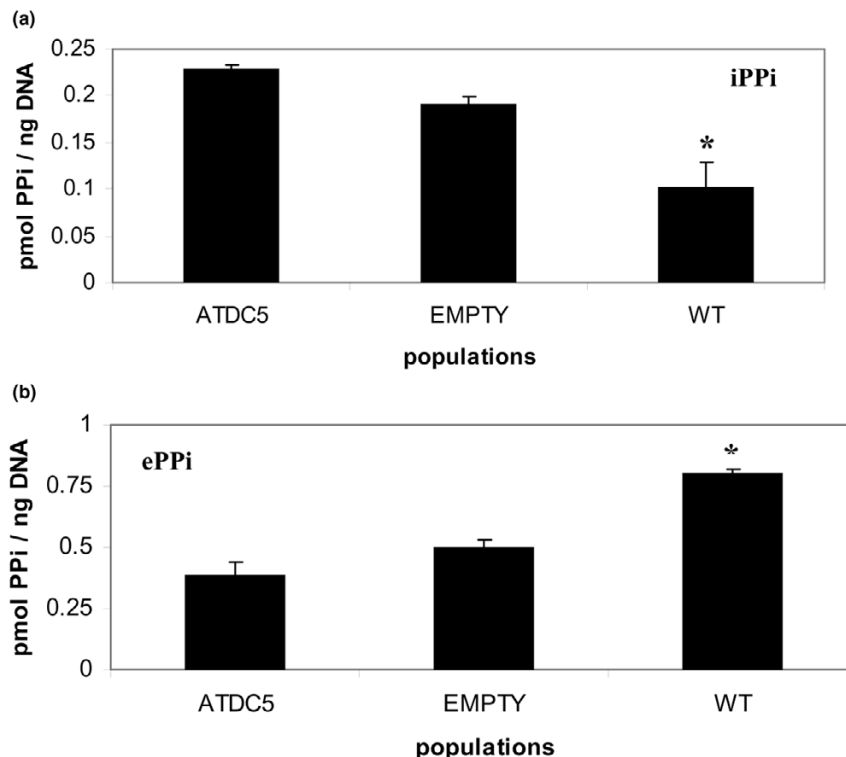 (a)
0.25
iPPi
0.2
0.15
*
0.1
0.05
0
pmol PPi / ng DNA
ATDC5 EMPTY WT
populations
(b)
1
ePPi
*
0.75
0.5
0.25
0
pmol PPi / ng DNA
ATDC5 EMPTY WT
populations